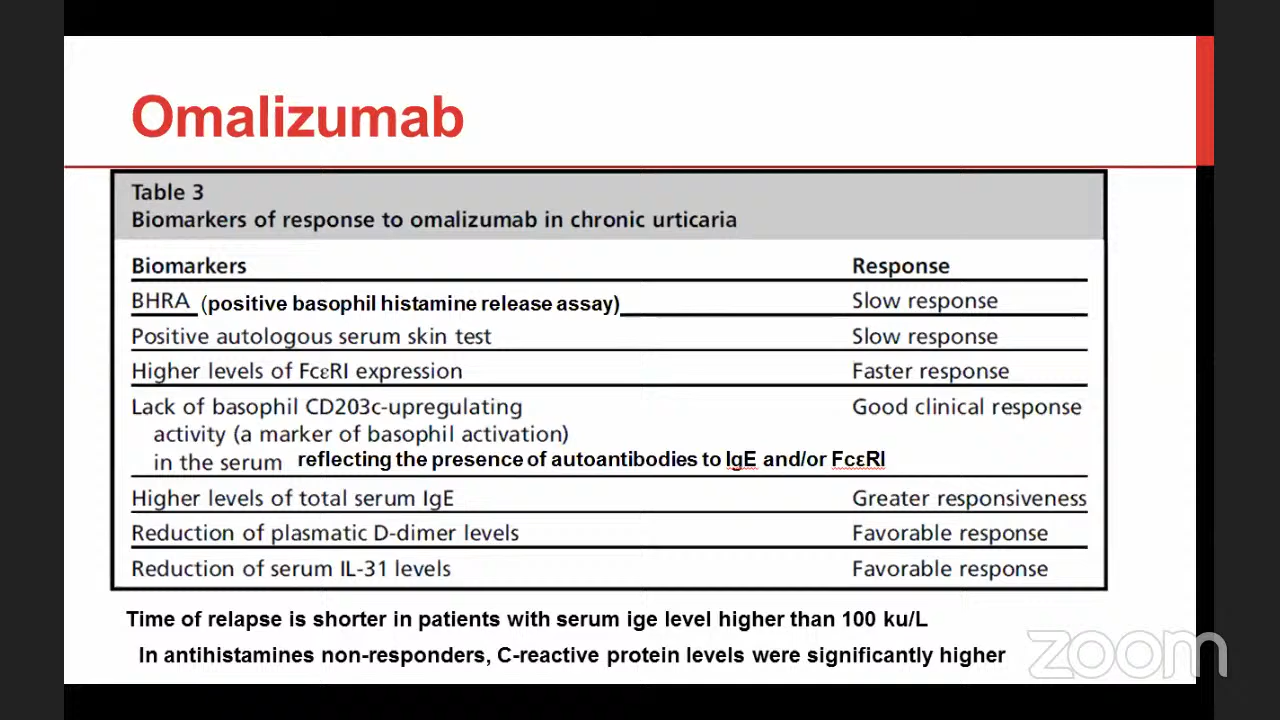 Omalizumab
Table 3
Biomarkers of response to omalizumab in chronic urticaria
Biomarkers Response
BHRA (positive basophil histamine release assay) Slow response
Positive autologous serum skin test Slow response
Higher levels of FcεRI expression Faster response
Lack of basophil CD203c-upregulating Good clinical response
activity (a marker of basophil activation)
in the serum reflecting the presence of autoantibodies to IgE and/or FcεRI
Higher levels of total serum IgE Greater responsiveness
Reduction of plasmatic D-dimer levels Favorable response
Reduction of serum IL-31 levels Favorable response
Time of relapse is shorter in patients with serum ige level higher than 100 ku/L
In antihistamines non-responders, C-reactive protein levels were significantly higher
zoom